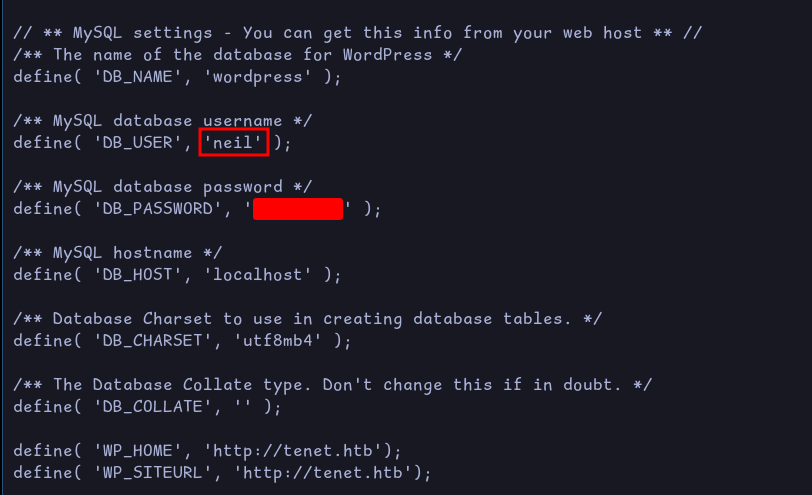 // ** MySQL settings - You can get this info from your web host ** //
/** The name of the database for WordPress */
define( 'DB_NAME', 'wordpress' );
/** MySQL database username */
define( 'DB_USER', 'neil' );
/** MySQL database password */
define( 'DB_PASSWORD', '' );
/** MySQL hostname */
define( 'DB_HOST', 'localhost' );
/** Database Charset to use in creating database tables. */
define( 'DB_CHARSET', 'utf8mb4' );
/** The Database Collate type. Don't change this if in doubt. */
define( 'DB_COLLATE', '' );
define( 'WP_HOME', 'http://tenet.htb');
define( 'WP_SITEURL', 'http://tenet.htb');